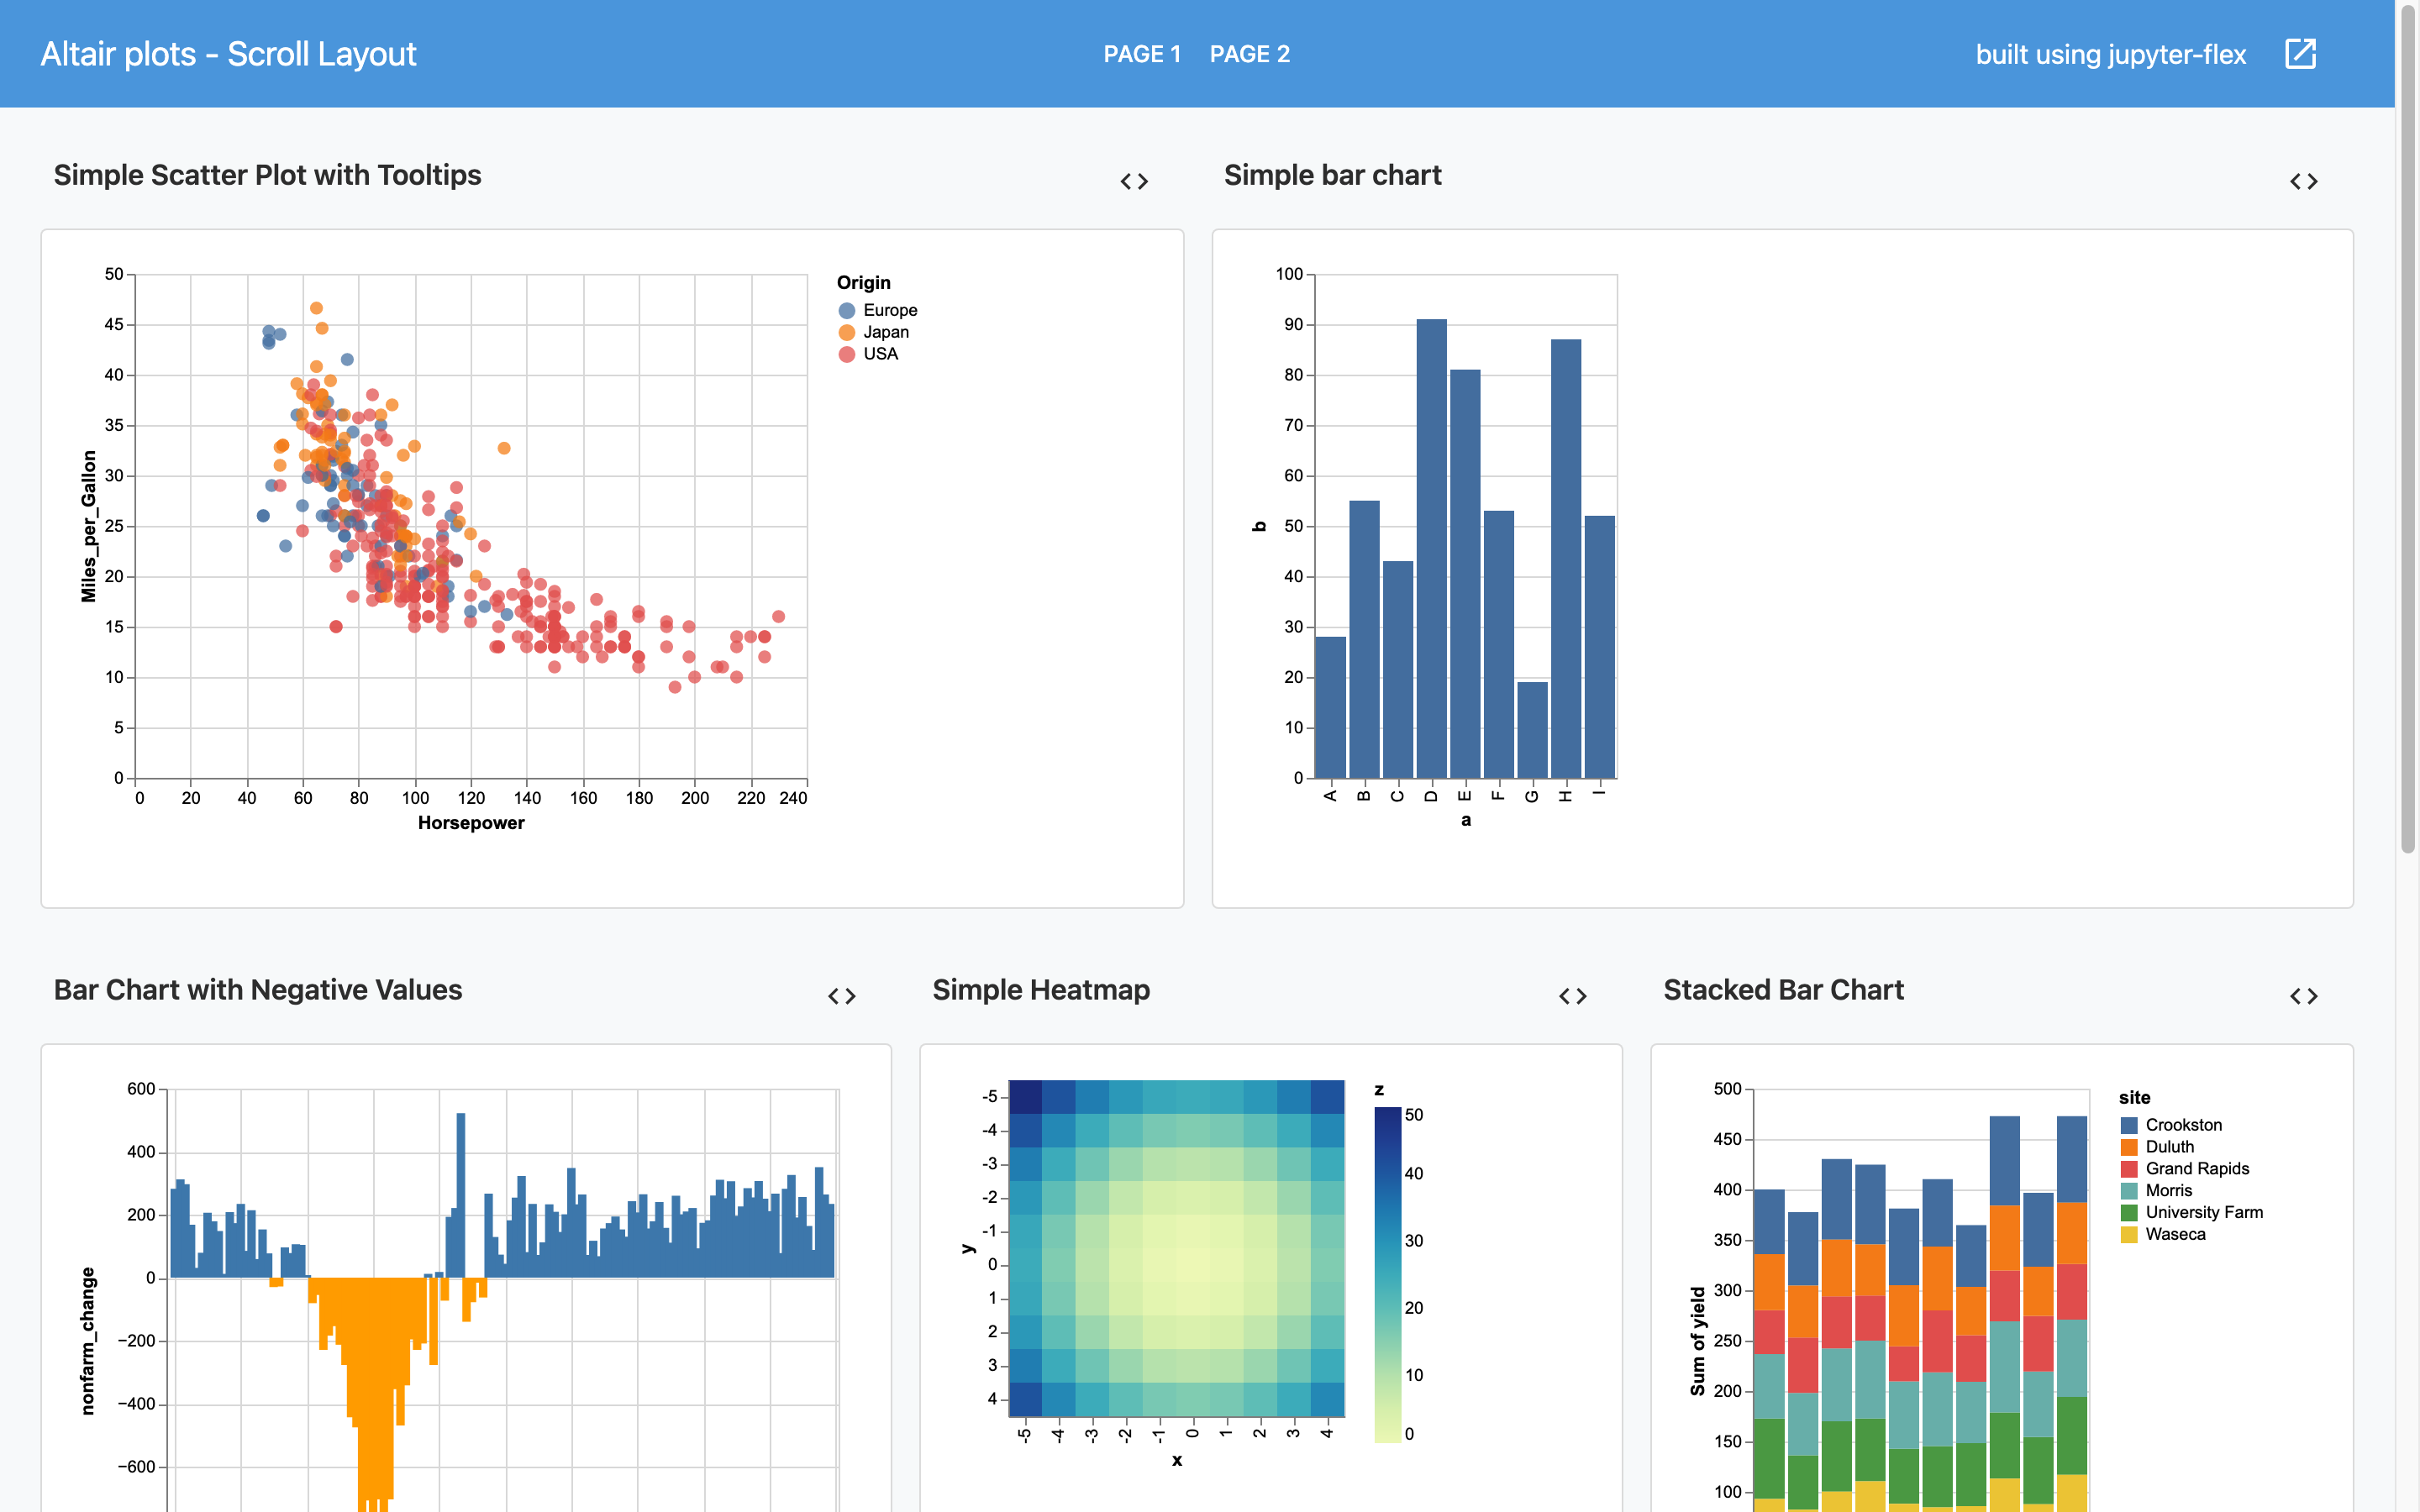 Altair plots - Scroll Layout
PAGE 1 PAGE 2
built using jupyter-flex
Simple Scatter Plot with Tooltips
50
45
40
35
30
25
20
15
10
5
0
Miles_per_Gallon
0 20 40 60 80 100 120 140 160 180 200 220 240
Horsepower
Origin
Europe
Japan
USA
Simple bar chart
100
90
80
70
60
50
40
30
20
10
0
b
A B C D E F G H I
a
Bar Chart with Negative Values
600
400
200
0
−200
−400
−600
nonfarm_change
Simple Heatmap
-5
-4
-3
-2
-1
0
1
2
3
4
y
-5 -4 -3 -2 -1 0 1 2 3 4
x
z
50
40
30
20
10
0
Stacked Bar Chart
500
450
400
350
300
250
200
150
100
Sum of yield
site
Crookston
Duluth
Grand Rapids
Morris
University Farm
Waseca